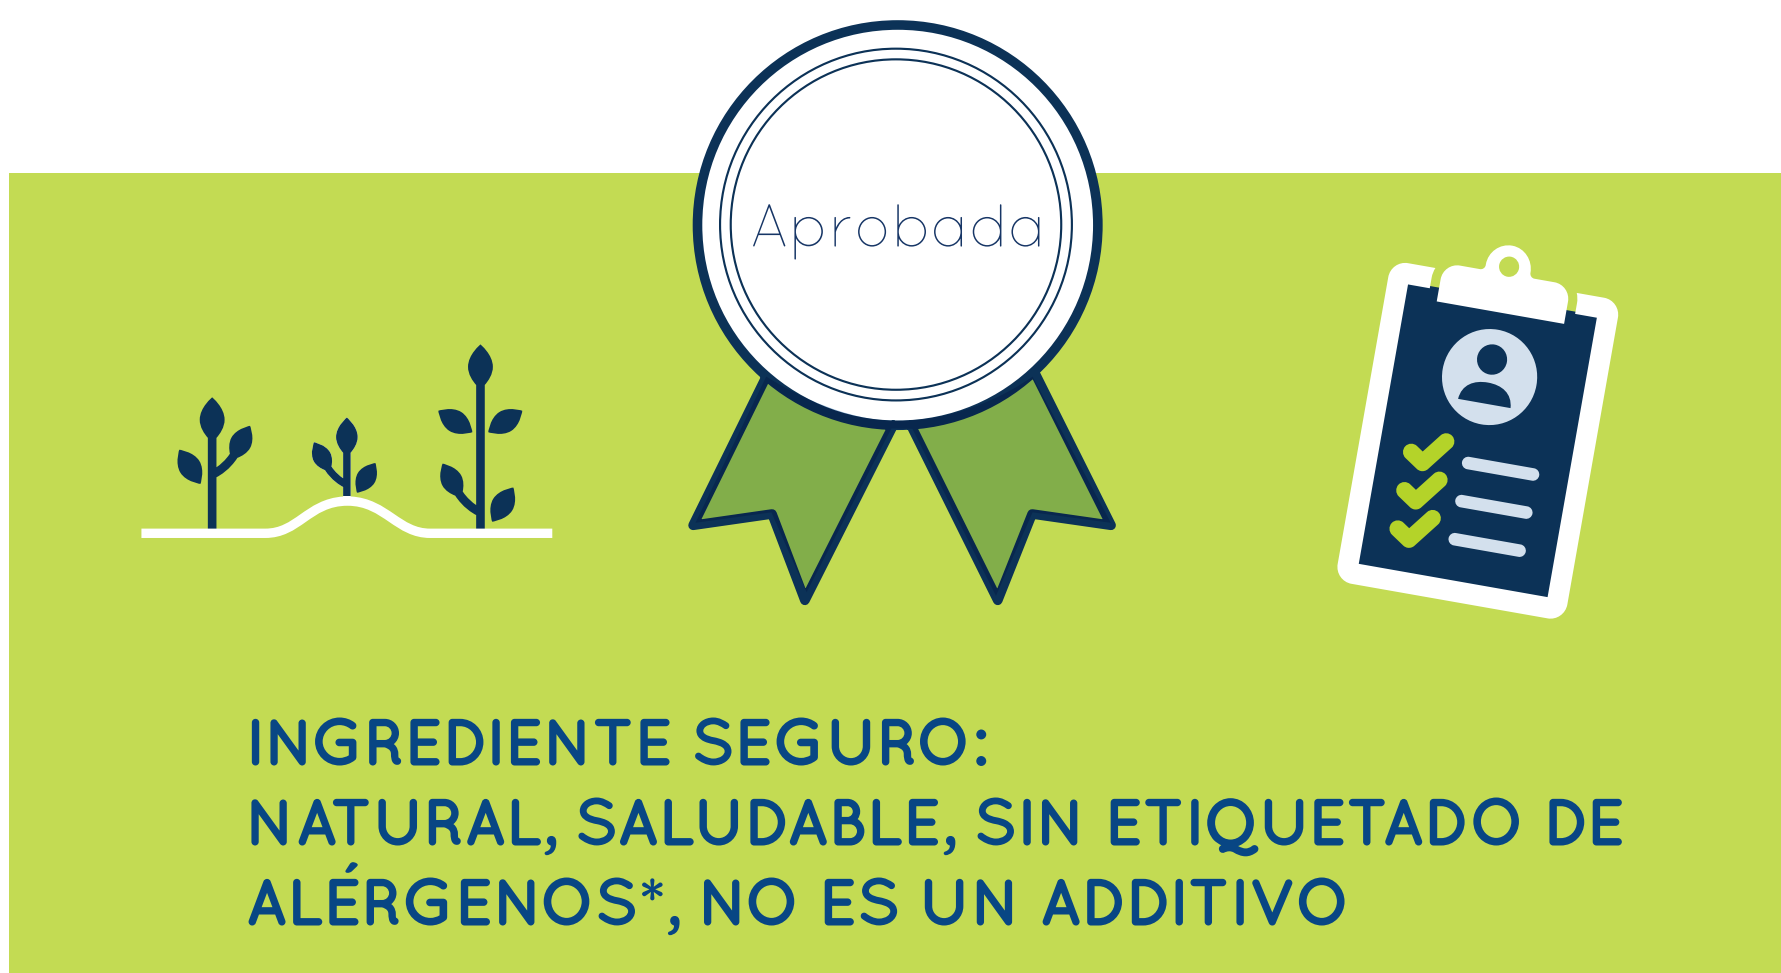 Aprobada
INGREDIENTE SEGURO:
NATURAL, SALUDABLE, SIN ETIQUETADO DE
ALÉRGENOS*, NO ES UN ADDITIVO